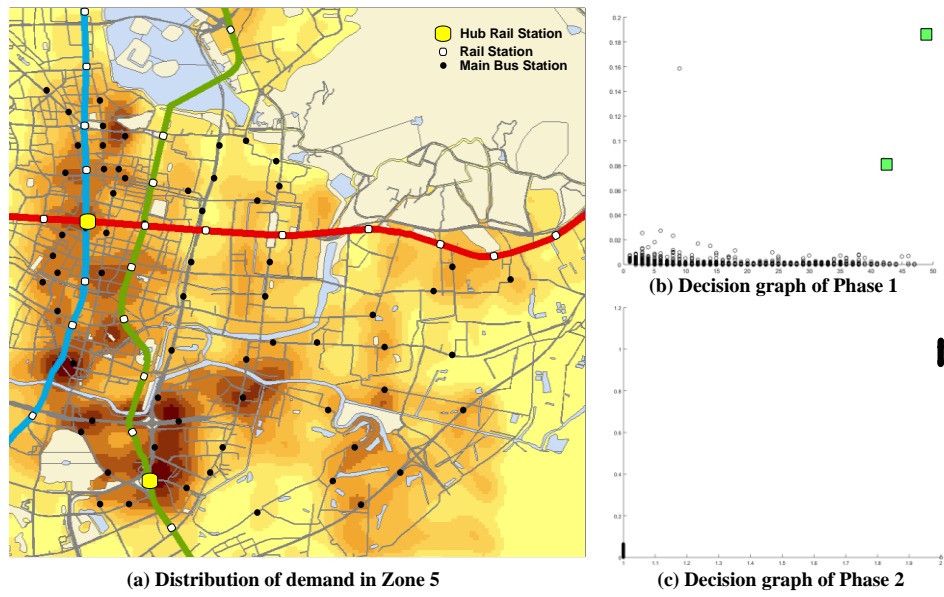 Hub Rail Station
Rail Station
Main Bus Station
(a) Distribution of demand in Zone 5
0.2
0.18
0.16
0.14
0.12
0.1
0.08
0.06
0.04
0.02
0
0 5 10 15 20 25 30 35 40 45 50
(b) Decision graph of Phase 1
1.2
1
0.8
0.6
0.4
0.2
0
1 1.1 1.2 1.3 1.4 1.5 1.6 1.7 1.8 1.9 2
(c) Decision graph of Phase 2